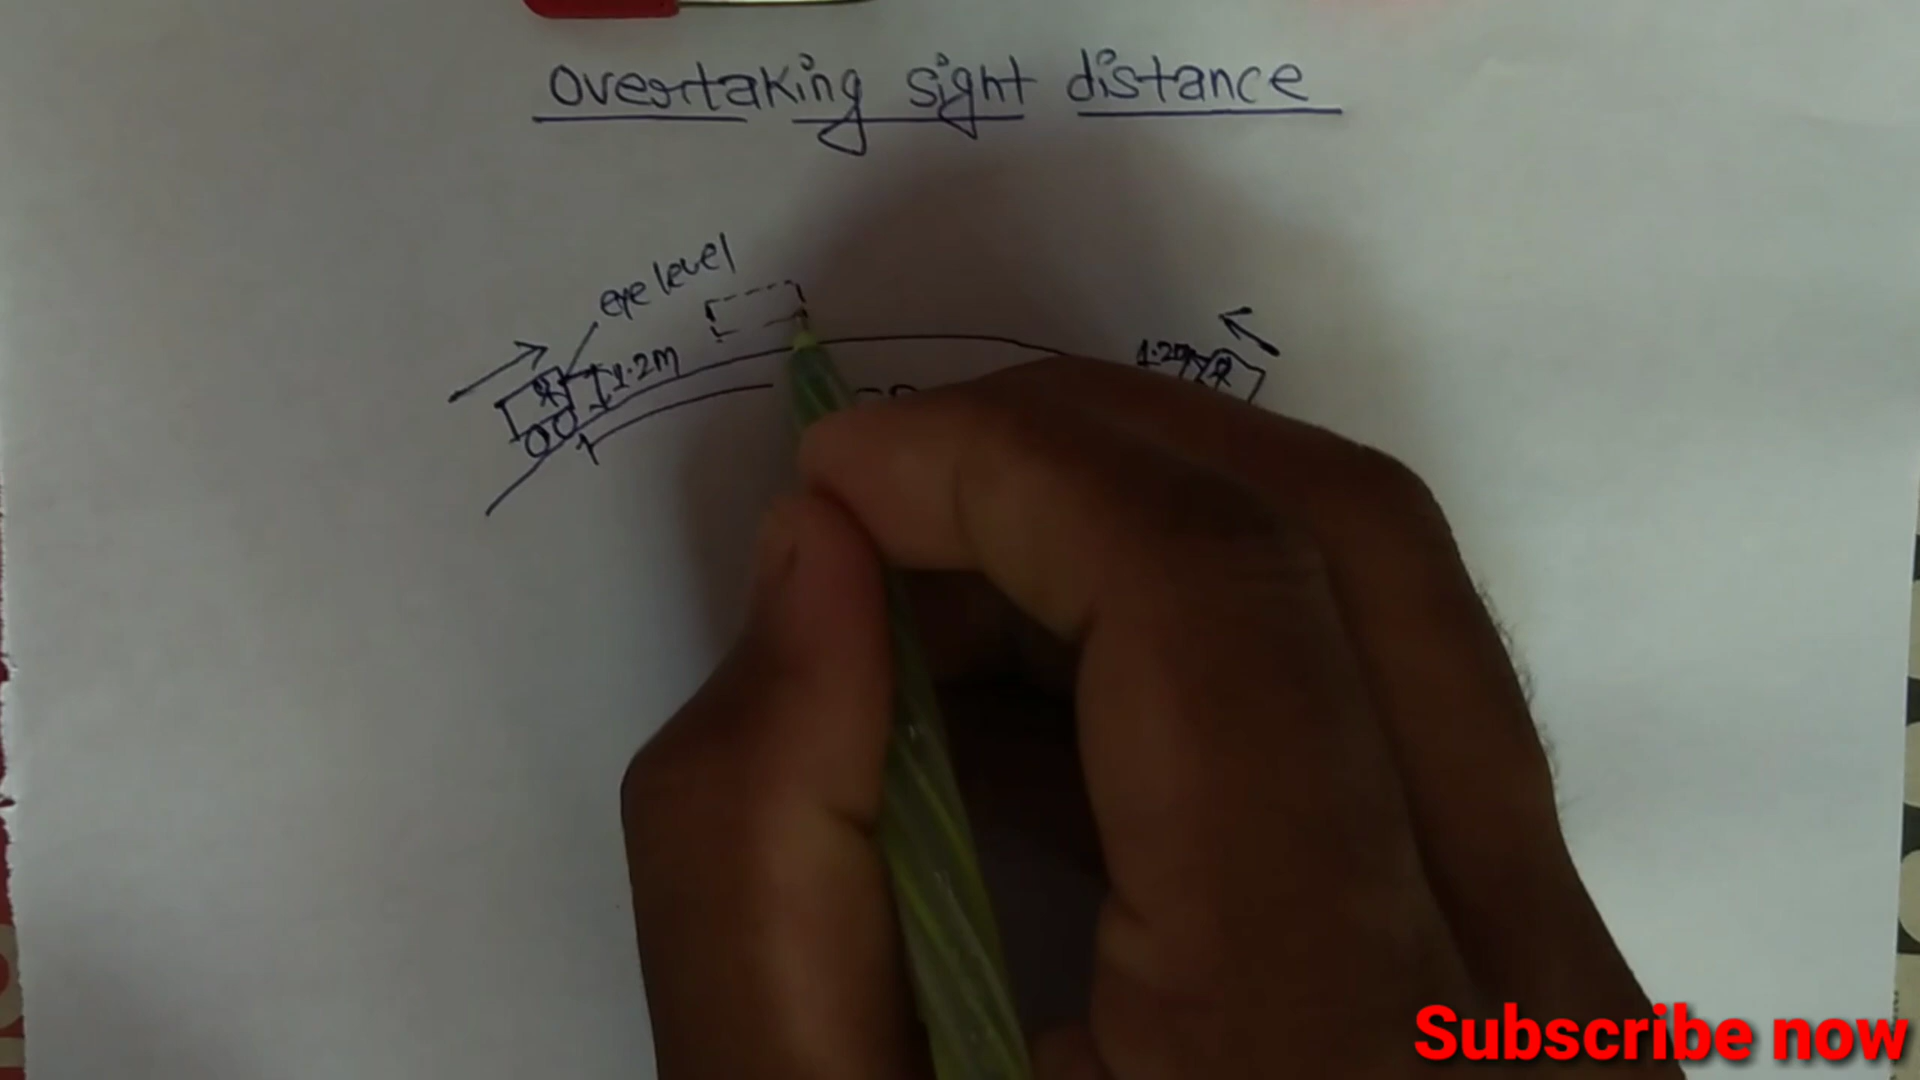 overtaking sight distance
eye level
1.2m
1.2m
Subscribe now